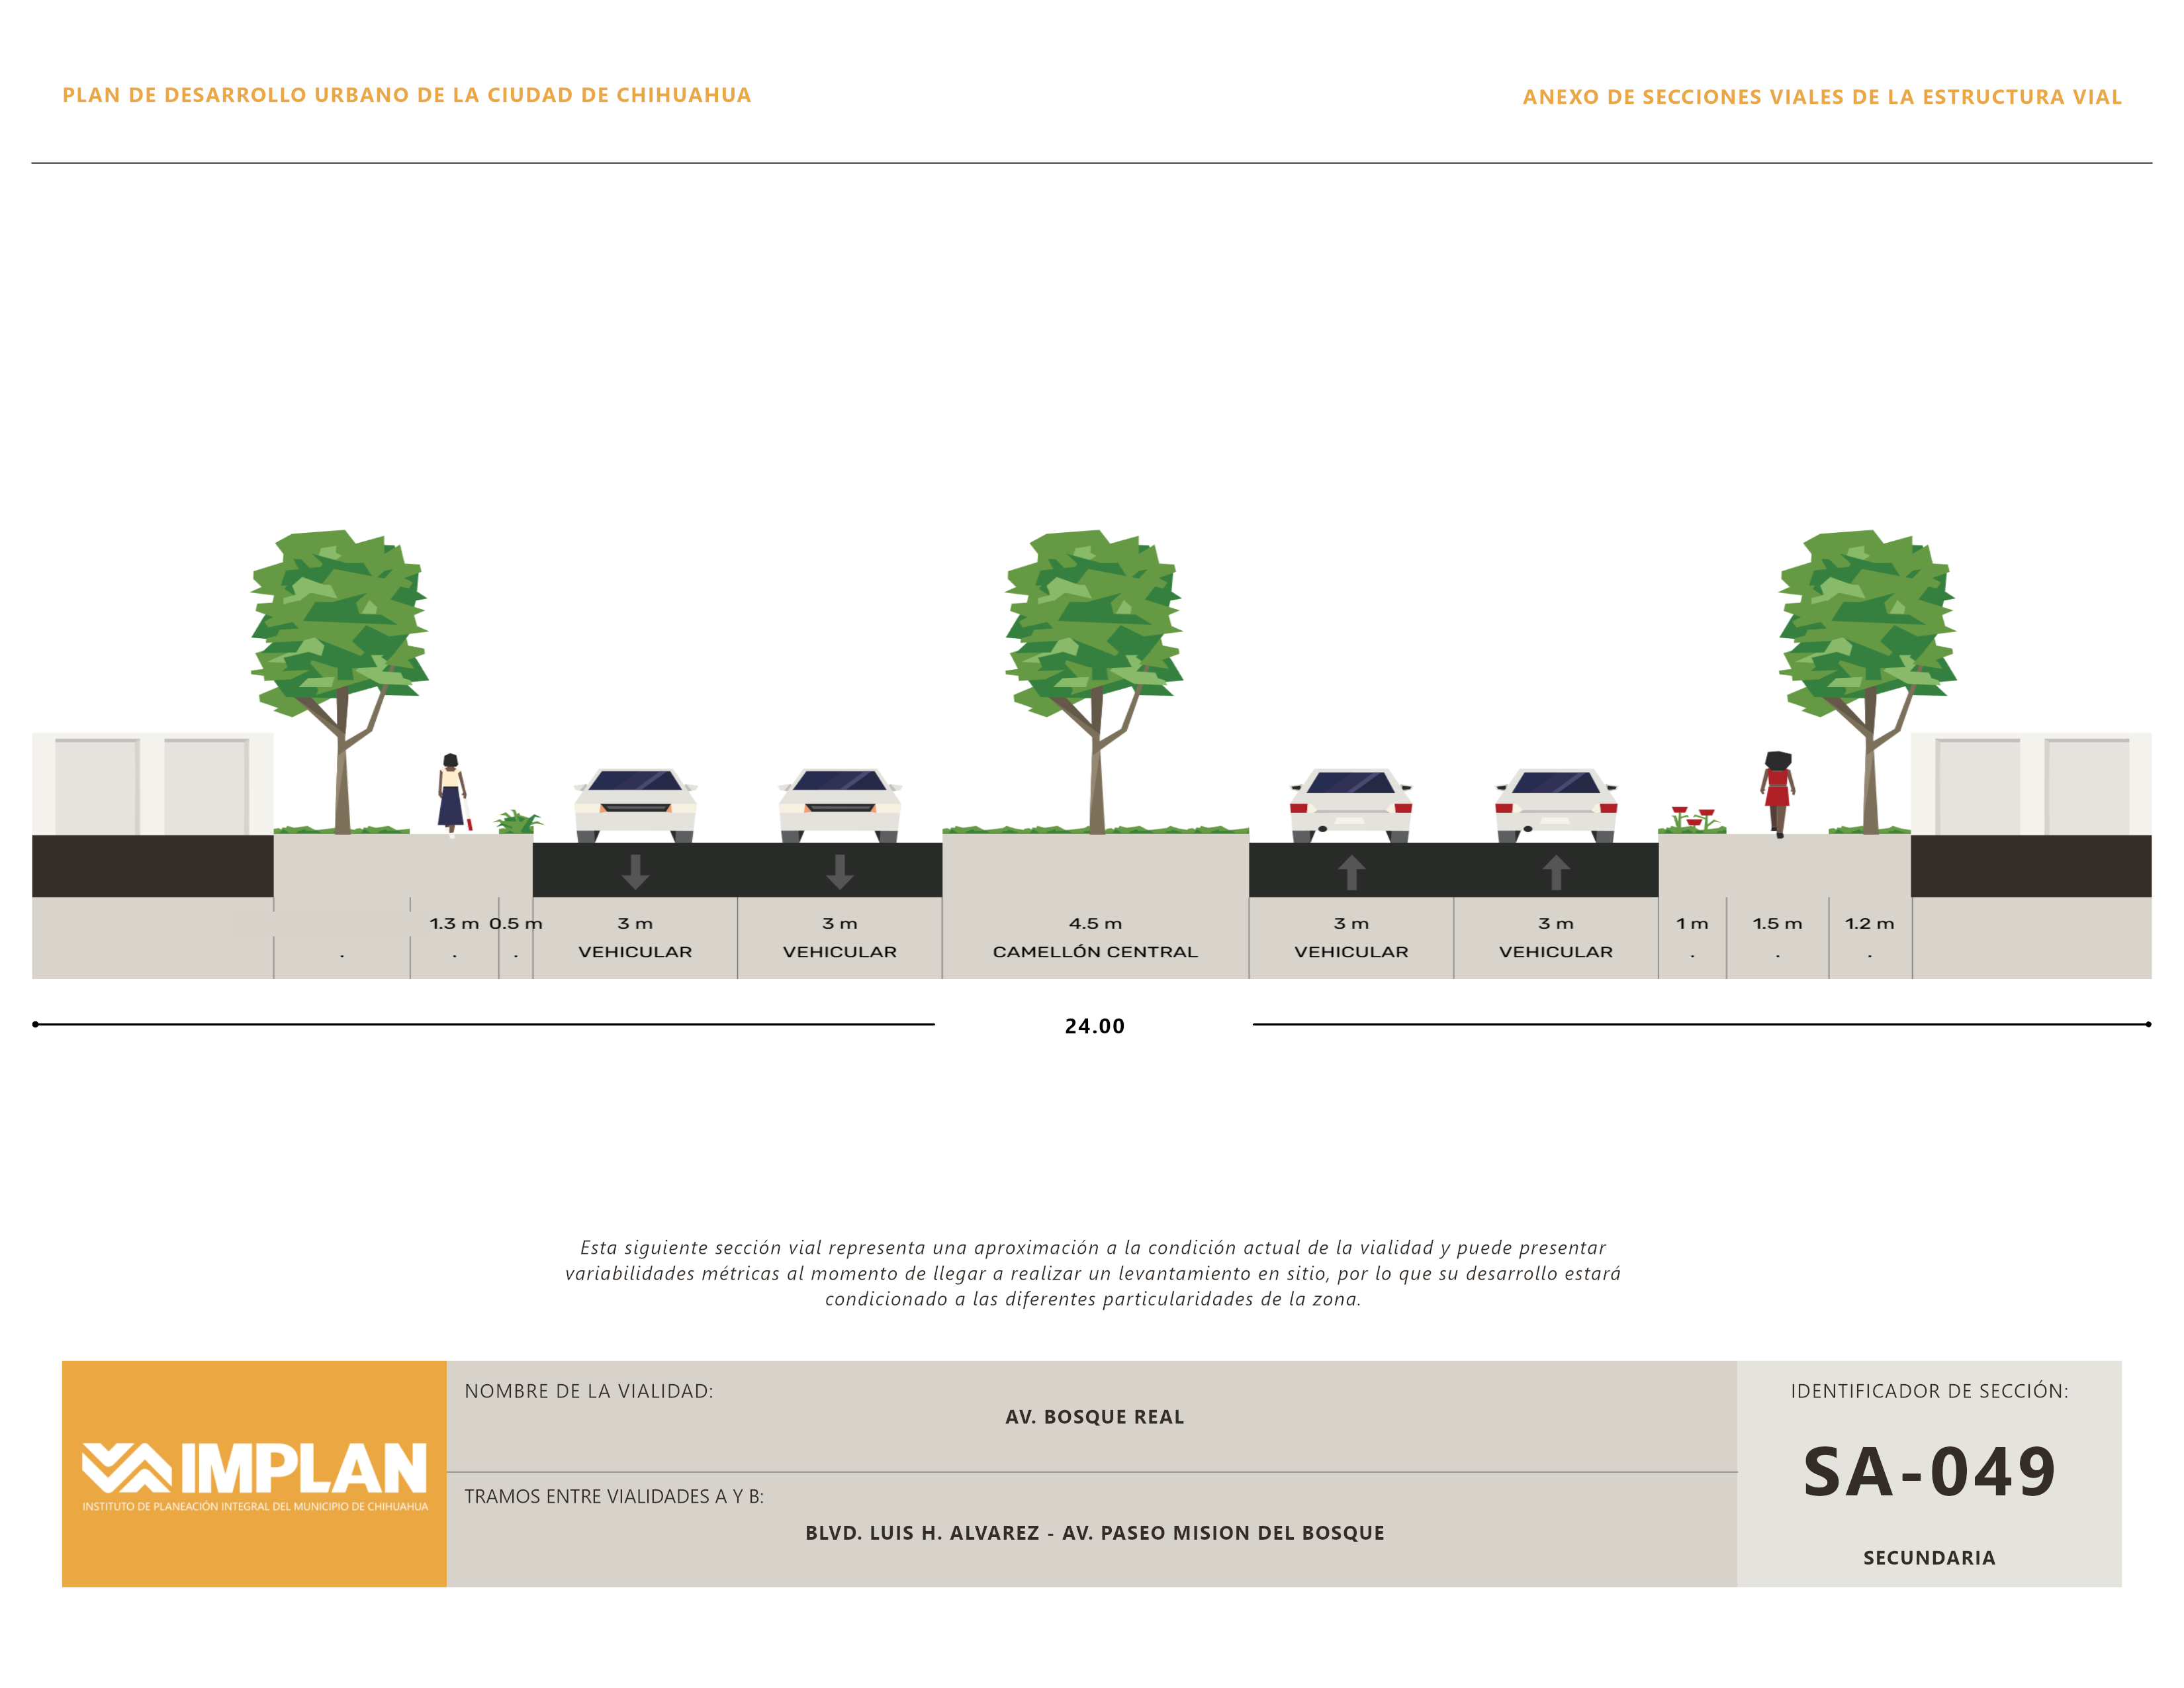 PLAN DE DESARROLLO URBANO DE LA CIUDAD DE CHIHUAHUA
ANEXO DE SECCIONES VIALES DE LA ESTRUCTURA VIAL
1.3 m 0.5 m 3 m 3 m 4.5 m 3 m 3 m 1 m 1.5 m 1.2 m
. . . VEHICULAR VEHICULAR CAMELLÓN CENTRAL VEHICULAR VEHICULAR . . .
24.00
Esta siguiente sección vial representa una aproximación a la condición actual de la vialidad y puede presentar
variabilidades métricas al momento de llegar a realizar un levantamiento en sitio, por lo que su desarrollo estará
condicionado a las diferentes particularidades de la zona.
IMPLAN
INSTITUTO DE PLANEACIÓN INTEGRAL DEL MUNICIPIO DE CHIHUAHUA
NOMBRE DE LA VIALIDAD:
AV. BOSQUE REAL
TRAMOS ENTRE VIALIDADES A Y B:
BLVD. LUIS H. ALVAREZ - AV. PASEO MISION DEL BOSQUE
IDENTIFICADOR DE SECCIÓN:
SA-049
SECUNDARIA